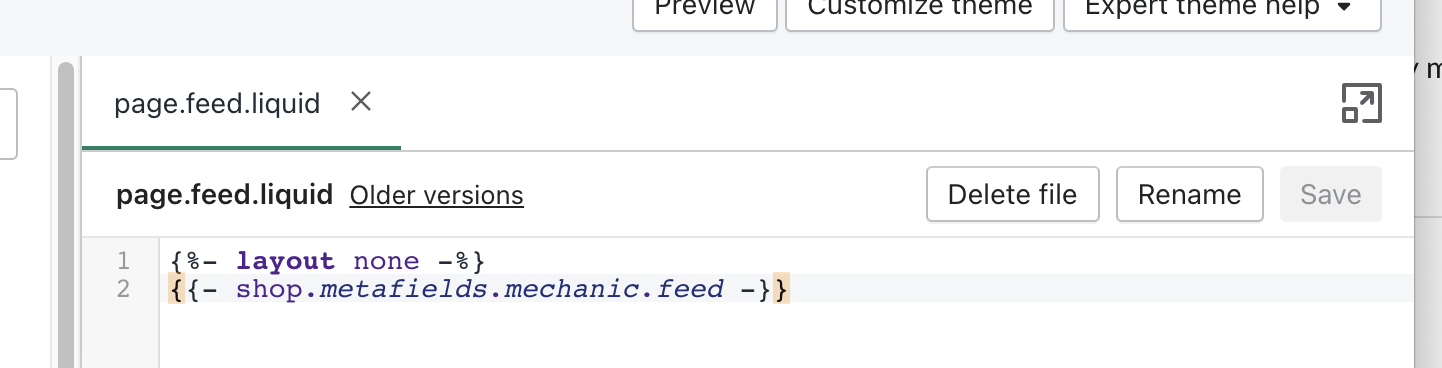 Preview Customize theme Expert theme help
page.feed.liquid
page.feed.liquid Older versions Delete file Rename Save
1 {%- layout none -%}
2 {{- shop.metafields.mechanic.feed -}}